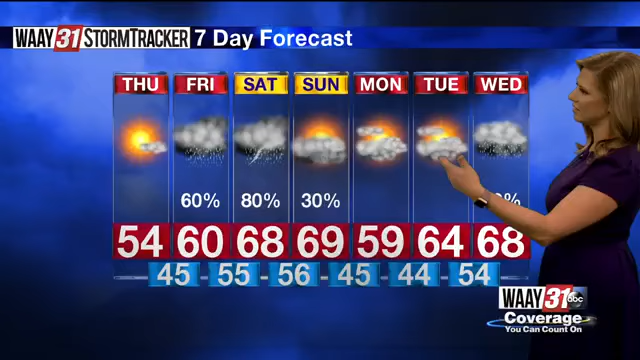 WAAY 31 STORMTRACKER 7 Day Forecast
THU FRI SAT SUN MON TUE WED
60% 80% 30%
54 60 68 69 59 64 68
45 55 56 45 44 54
WAAY 31 abc
Coverage
You Can Count On